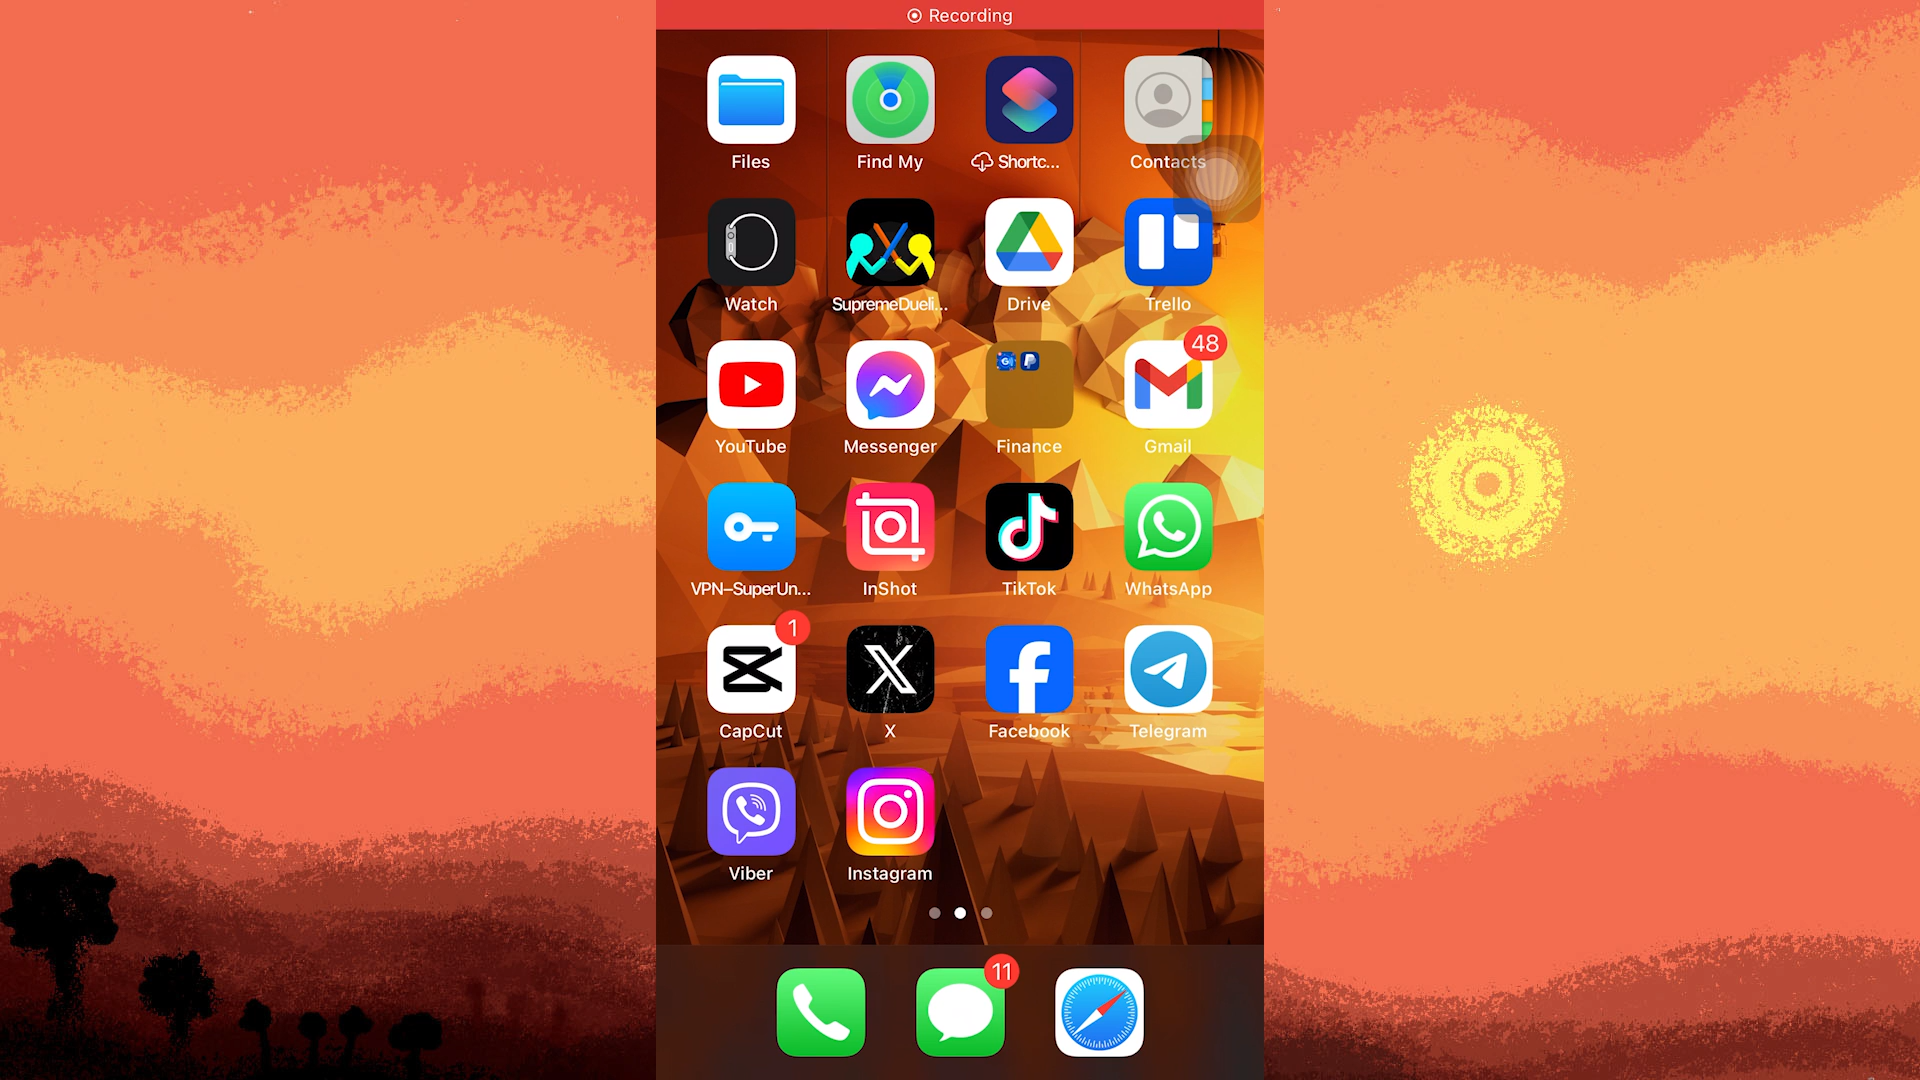 Recording
Files
Find My
Shortc...
Contacts
Watch
SupremeDueli...
Drive
Trello
48
YouTube
Messenger
Finance
Gmail
VPN–SuperUn...
InShot
TikTok
WhatsApp
1
CapCut
X
Facebook
Telegram
Viber
Instagram
11